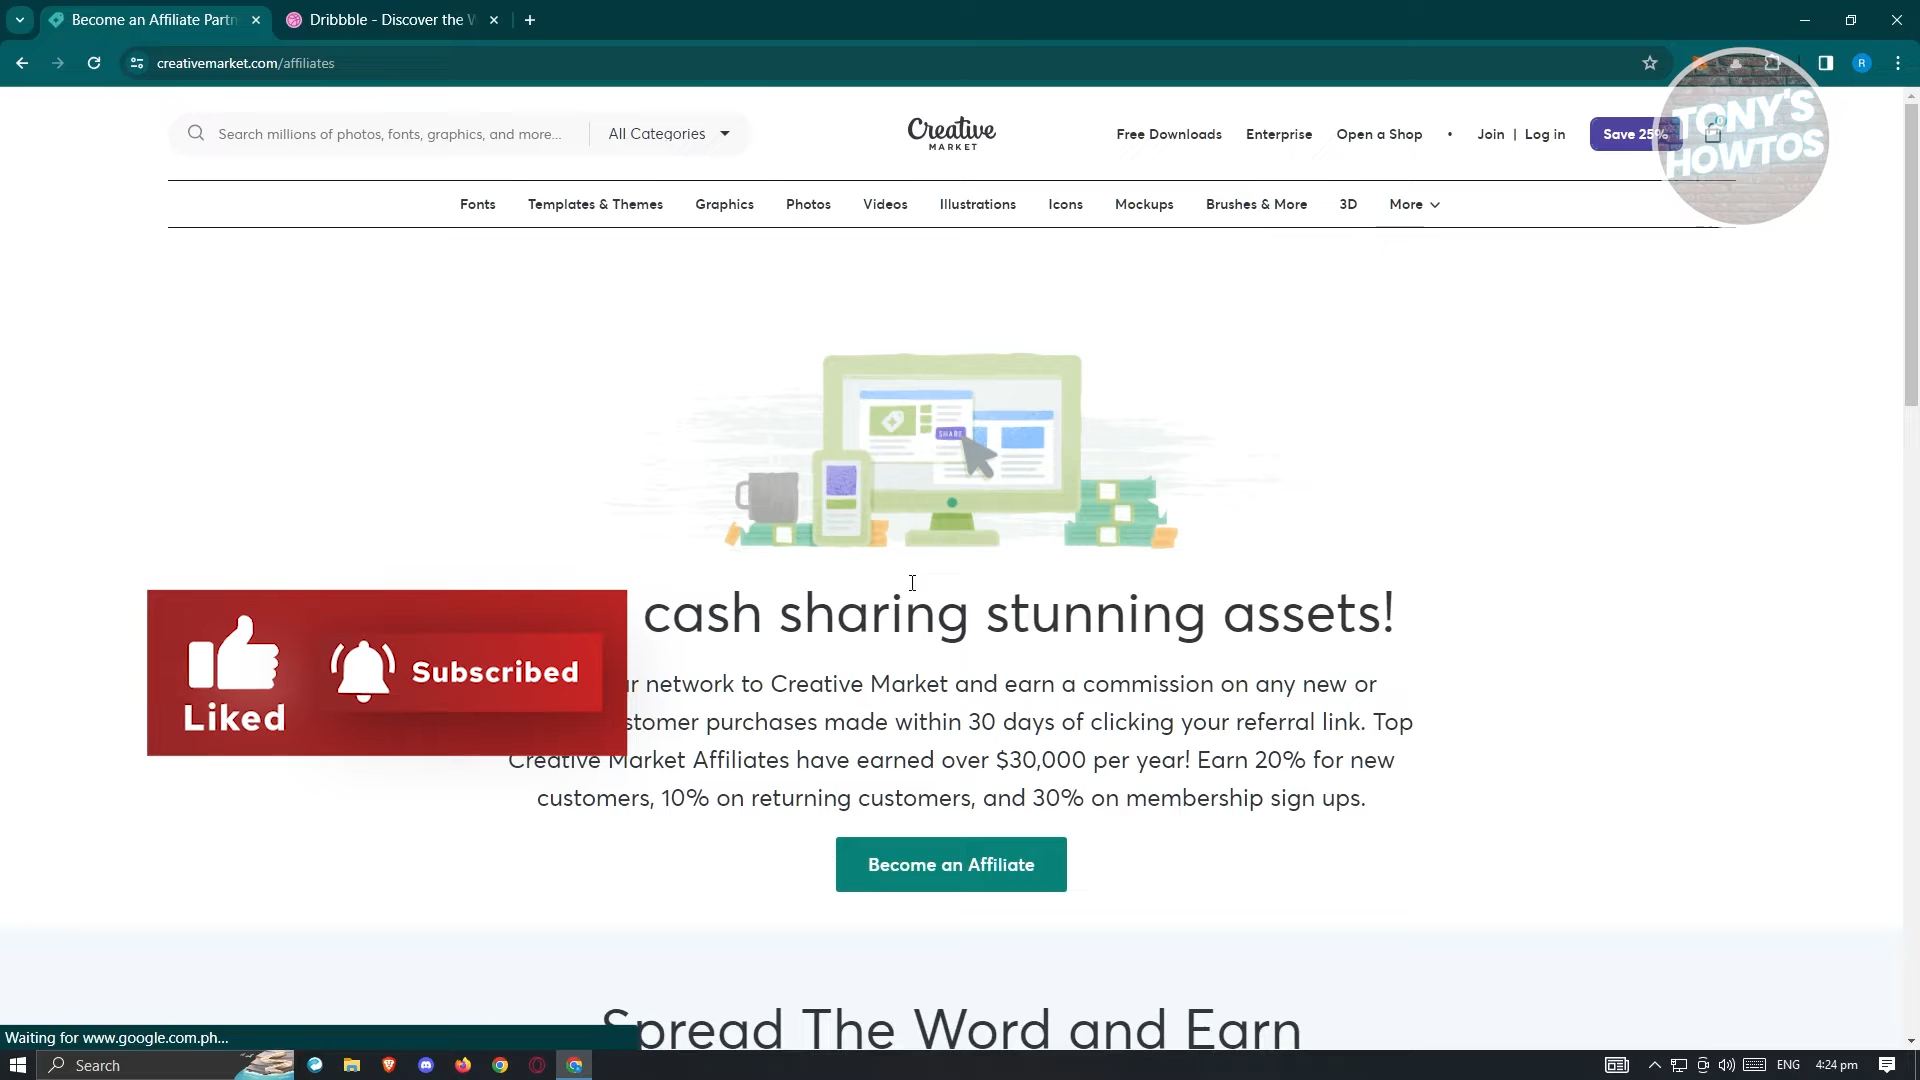 Become an Affiliate Partn
Dribbble - Discover the W
creativemarket.com/affiliates
R
TONY'S
HOWTOS
Search millions of photos, fonts, graphics, and more...
All Categories
Creative
MARKET
Free Downloads
Enterprise
Open a Shop
•
Join | Log in
Save 25%
Fonts
Templates & Themes
Graphics
Photos
Videos
Illustrations
Icons
Mockups
Brushes & More
3D
More
SHARE
cash sharing stunning assets!
Liked
Subscribed
r network to Creative Market and earn a commission on any new or
stomer purchases made within 30 days of clicking your referral link. Top
Creative Market Affiliates have earned over $30,000 per year! Earn 20% for new
customers, 10% on returning customers, and 30% on membership sign ups.
Become an Affiliate
Spread The Word and Earn
Waiting for www.google.com.ph...
Search
ENG
4:24 pm